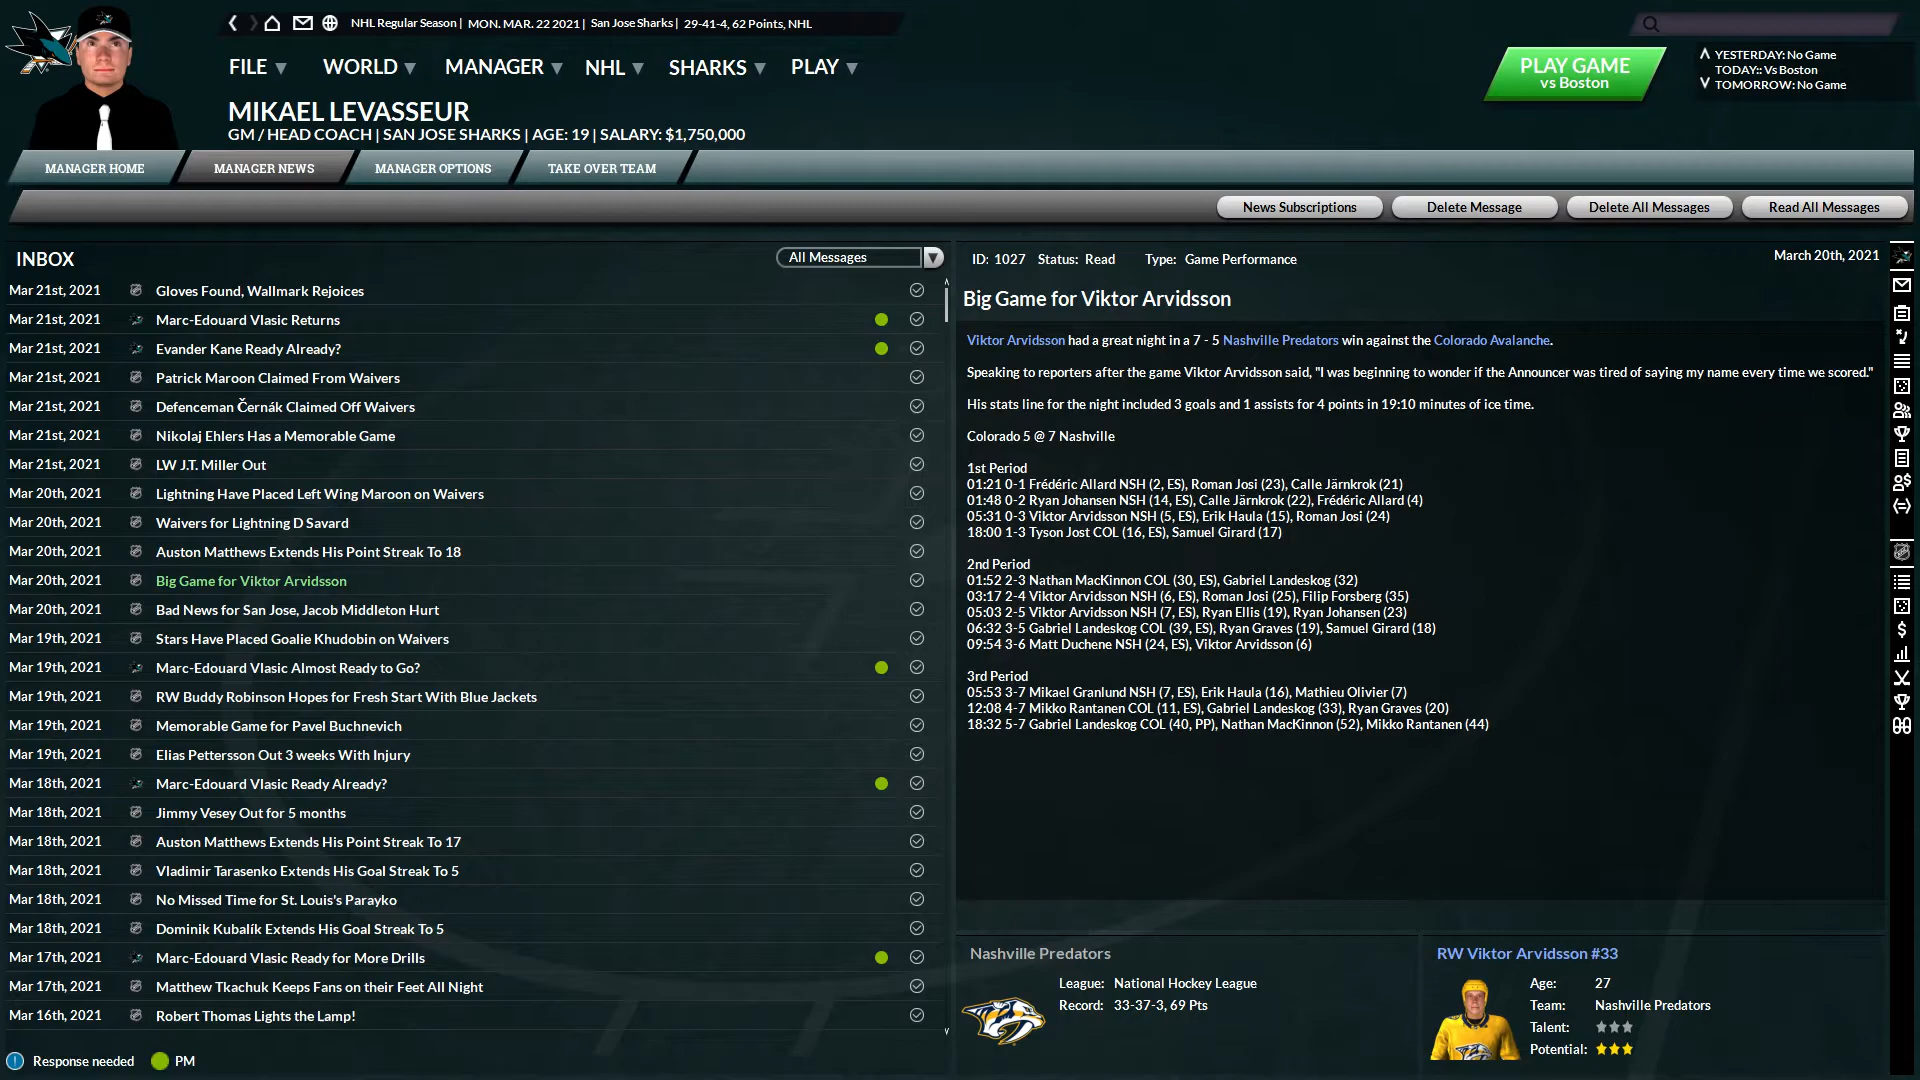 NHL Regular Season | MON. MAR. 22 2021 | San Jose Sharks | 29-41-4, 62 Points, NHL
FILE WORLD MANAGER NHL SHARKS PLAY
PLAY GAME
vs Boston
YESTERDAY: No Game
TODAY:: Vs Boston
TOMORROW: No Game
MIKAEL LEVASSEUR
GM / HEAD COACH | SAN JOSE SHARKS | AGE: 19 | SALARY: $1,750,000
MANAGER HOME MANAGER NEWS MANAGER OPTIONS TAKE OVER TEAM
News Subscriptions Delete Message Delete All Messages Read All Messages
INBOX All Messages
Mar 21st, 2021 Gloves Found, Wallmark Rejoices
Mar 21st, 2021 Marc-Edouard Vlasic Returns
Mar 21st, 2021 Evander Kane Ready Already?
Mar 21st, 2021 Patrick Maroon Claimed From Waivers
Mar 21st, 2021 Defenceman Černák Claimed Off Waivers
Mar 21st, 2021 Nikolaj Ehlers Has a Memorable Game
Mar 21st, 2021 LW J.T. Miller Out
Mar 20th, 2021 Lightning Have Placed Left Wing Maroon on Waivers
Mar 20th, 2021 Waivers for Lightning D Savard
Mar 20th, 2021 Auston Matthews Extends His Point Streak To 18
Mar 20th, 2021 Big Game for Viktor Arvidsson
Mar 20th, 2021 Bad News for San Jose, Jacob Middleton Hurt
Mar 19th, 2021 Stars Have Placed Goalie Khudobin on Waivers
Mar 19th, 2021 Marc-Edouard Vlasic Almost Ready to Go?
Mar 19th, 2021 RW Buddy Robinson Hopes for Fresh Start With Blue Jackets
Mar 19th, 2021 Memorable Game for Pavel Buchnevich
Mar 19th, 2021 Elias Pettersson Out 3 weeks With Injury
Mar 18th, 2021 Marc-Edouard Vlasic Ready Already?
Mar 18th, 2021 Jimmy Vesey Out for 5 months
Mar 18th, 2021 Auston Matthews Extends His Point Streak To 17
Mar 18th, 2021 Vladimir Tarasenko Extends His Goal Streak To 5
Mar 18th, 2021 No Missed Time for St. Louis's Parayko
Mar 18th, 2021 Dominik Kubalík Extends His Goal Streak To 5
Mar 17th, 2021 Marc-Edouard Vlasic Ready for More Drills
Mar 17th, 2021 Matthew Tkachuk Keeps Fans on their Feet All Night
Mar 16th, 2021 Robert Thomas Lights the Lamp!
Response needed PM
ID: 1027 Status: Read Type: Game Performance March 20th, 2021
Big Game for Viktor Arvidsson
Viktor Arvidsson had a great night in a 7 - 5 Nashville Predators win against the Colorado Avalanche.
Speaking to reporters after the game Viktor Arvidsson said, "I was beginning to wonder if the Announcer was tired of saying my name every time we scored."
His stats line for the night included 3 goals and 1 assists for 4 points in 19:10 minutes of ice time.
Colorado 5 @ 7 Nashville
1st Period
01:21 0-1 Frédéric Allard NSH (2, ES), Roman Josi (23), Calle Järnkrok (21)
01:48 0-2 Ryan Johansen NSH (14, ES), Calle Järnkrok (22), Frédéric Allard (4)
05:31 0-3 Viktor Arvidsson NSH (5, ES), Erik Haula (15), Roman Josi (24)
18:00 1-3 Tyson Jost COL (16, ES), Samuel Girard (17)
2nd Period
01:52 2-3 Nathan MacKinnon COL (30, ES), Gabriel Landeskog (32)
03:17 2-4 Viktor Arvidsson NSH (6, ES), Roman Josi (25), Filip Forsberg (35)
05:03 2-5 Viktor Arvidsson NSH (7, ES), Ryan Ellis (19), Ryan Johansen (23)
06:32 3-5 Gabriel Landeskog COL (39, ES), Ryan Graves (19), Samuel Girard (18)
09:54 3-6 Matt Duchene NSH (24, ES), Viktor Arvidsson (6)
3rd Period
05:53 3-7 Mikael Granlund NSH (7, ES), Erik Haula (16), Mathieu Olivier (7)
12:08 4-7 Mikko Rantanen COL (11, ES), Gabriel Landeskog (33), Ryan Graves (20)
18:32 5-7 Gabriel Landeskog COL (40, PP), Nathan MacKinnon (52), Mikko Rantanen (44)
Nashville Predators
League: National Hockey League
Record: 33-37-3, 69 Pts
RW Viktor Arvidsson #33
Age: 27
Team: Nashville Predators
Talent:
Potential: